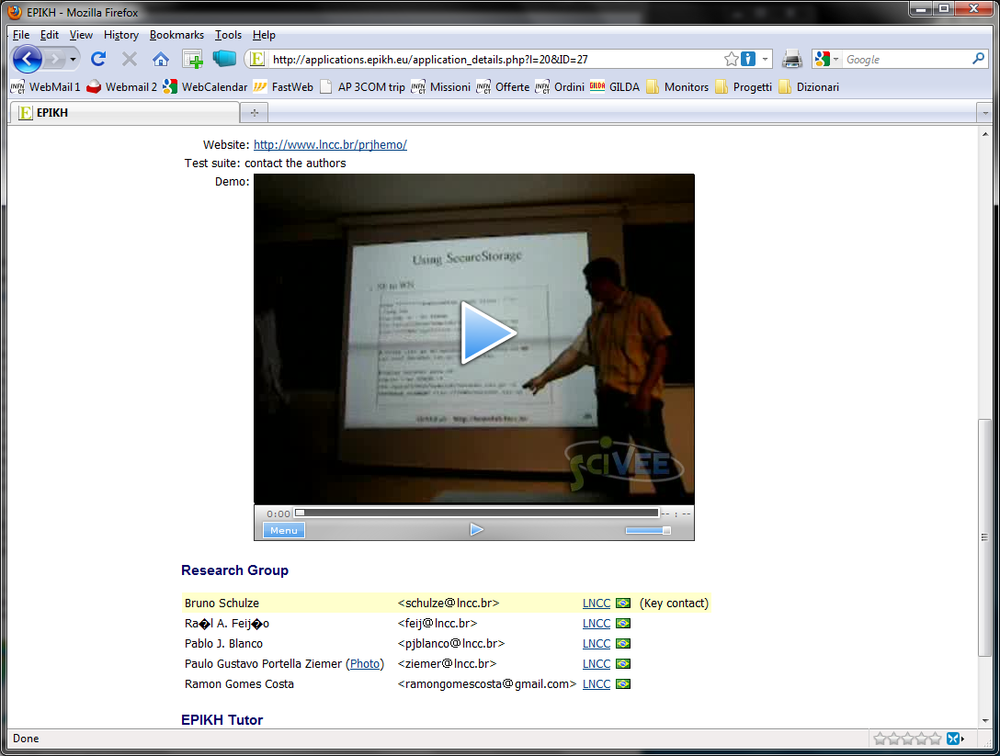 EPIKH - Mozilla Firefox
File Edit View History Bookmarks Tools Help
http://applications.epikh.eu/application_details.php?l=20&ID=27
Google
WebMail 1 Webmail 2 WebCalendar FastWeb AP 3COM trip Missioni Offerte Ordini GILDA GILDA Monitors Progetti Dizionari
E EPIKH
Website: http://www.lncc.br/prjhemo/
Test suite: contact the authors
Demo:
Using SecureStorage
SE to WN
SCIVEE
0:00 -- : --
Menu
Research Group
Bruno Schulze <schulze@lncc.br> LNCC (Key contact)
Ra�l A. Feij�o <feij@lncc.br> LNCC
Pablo J. Blanco <pjblanco@lncc.br> LNCC
Paulo Gustavo Portella Ziemer (Photo) <ziemer@lncc.br> LNCC
Ramon Gomes Costa <ramongomescosta@gmail.com> LNCC
EPIKH Tutor
Done